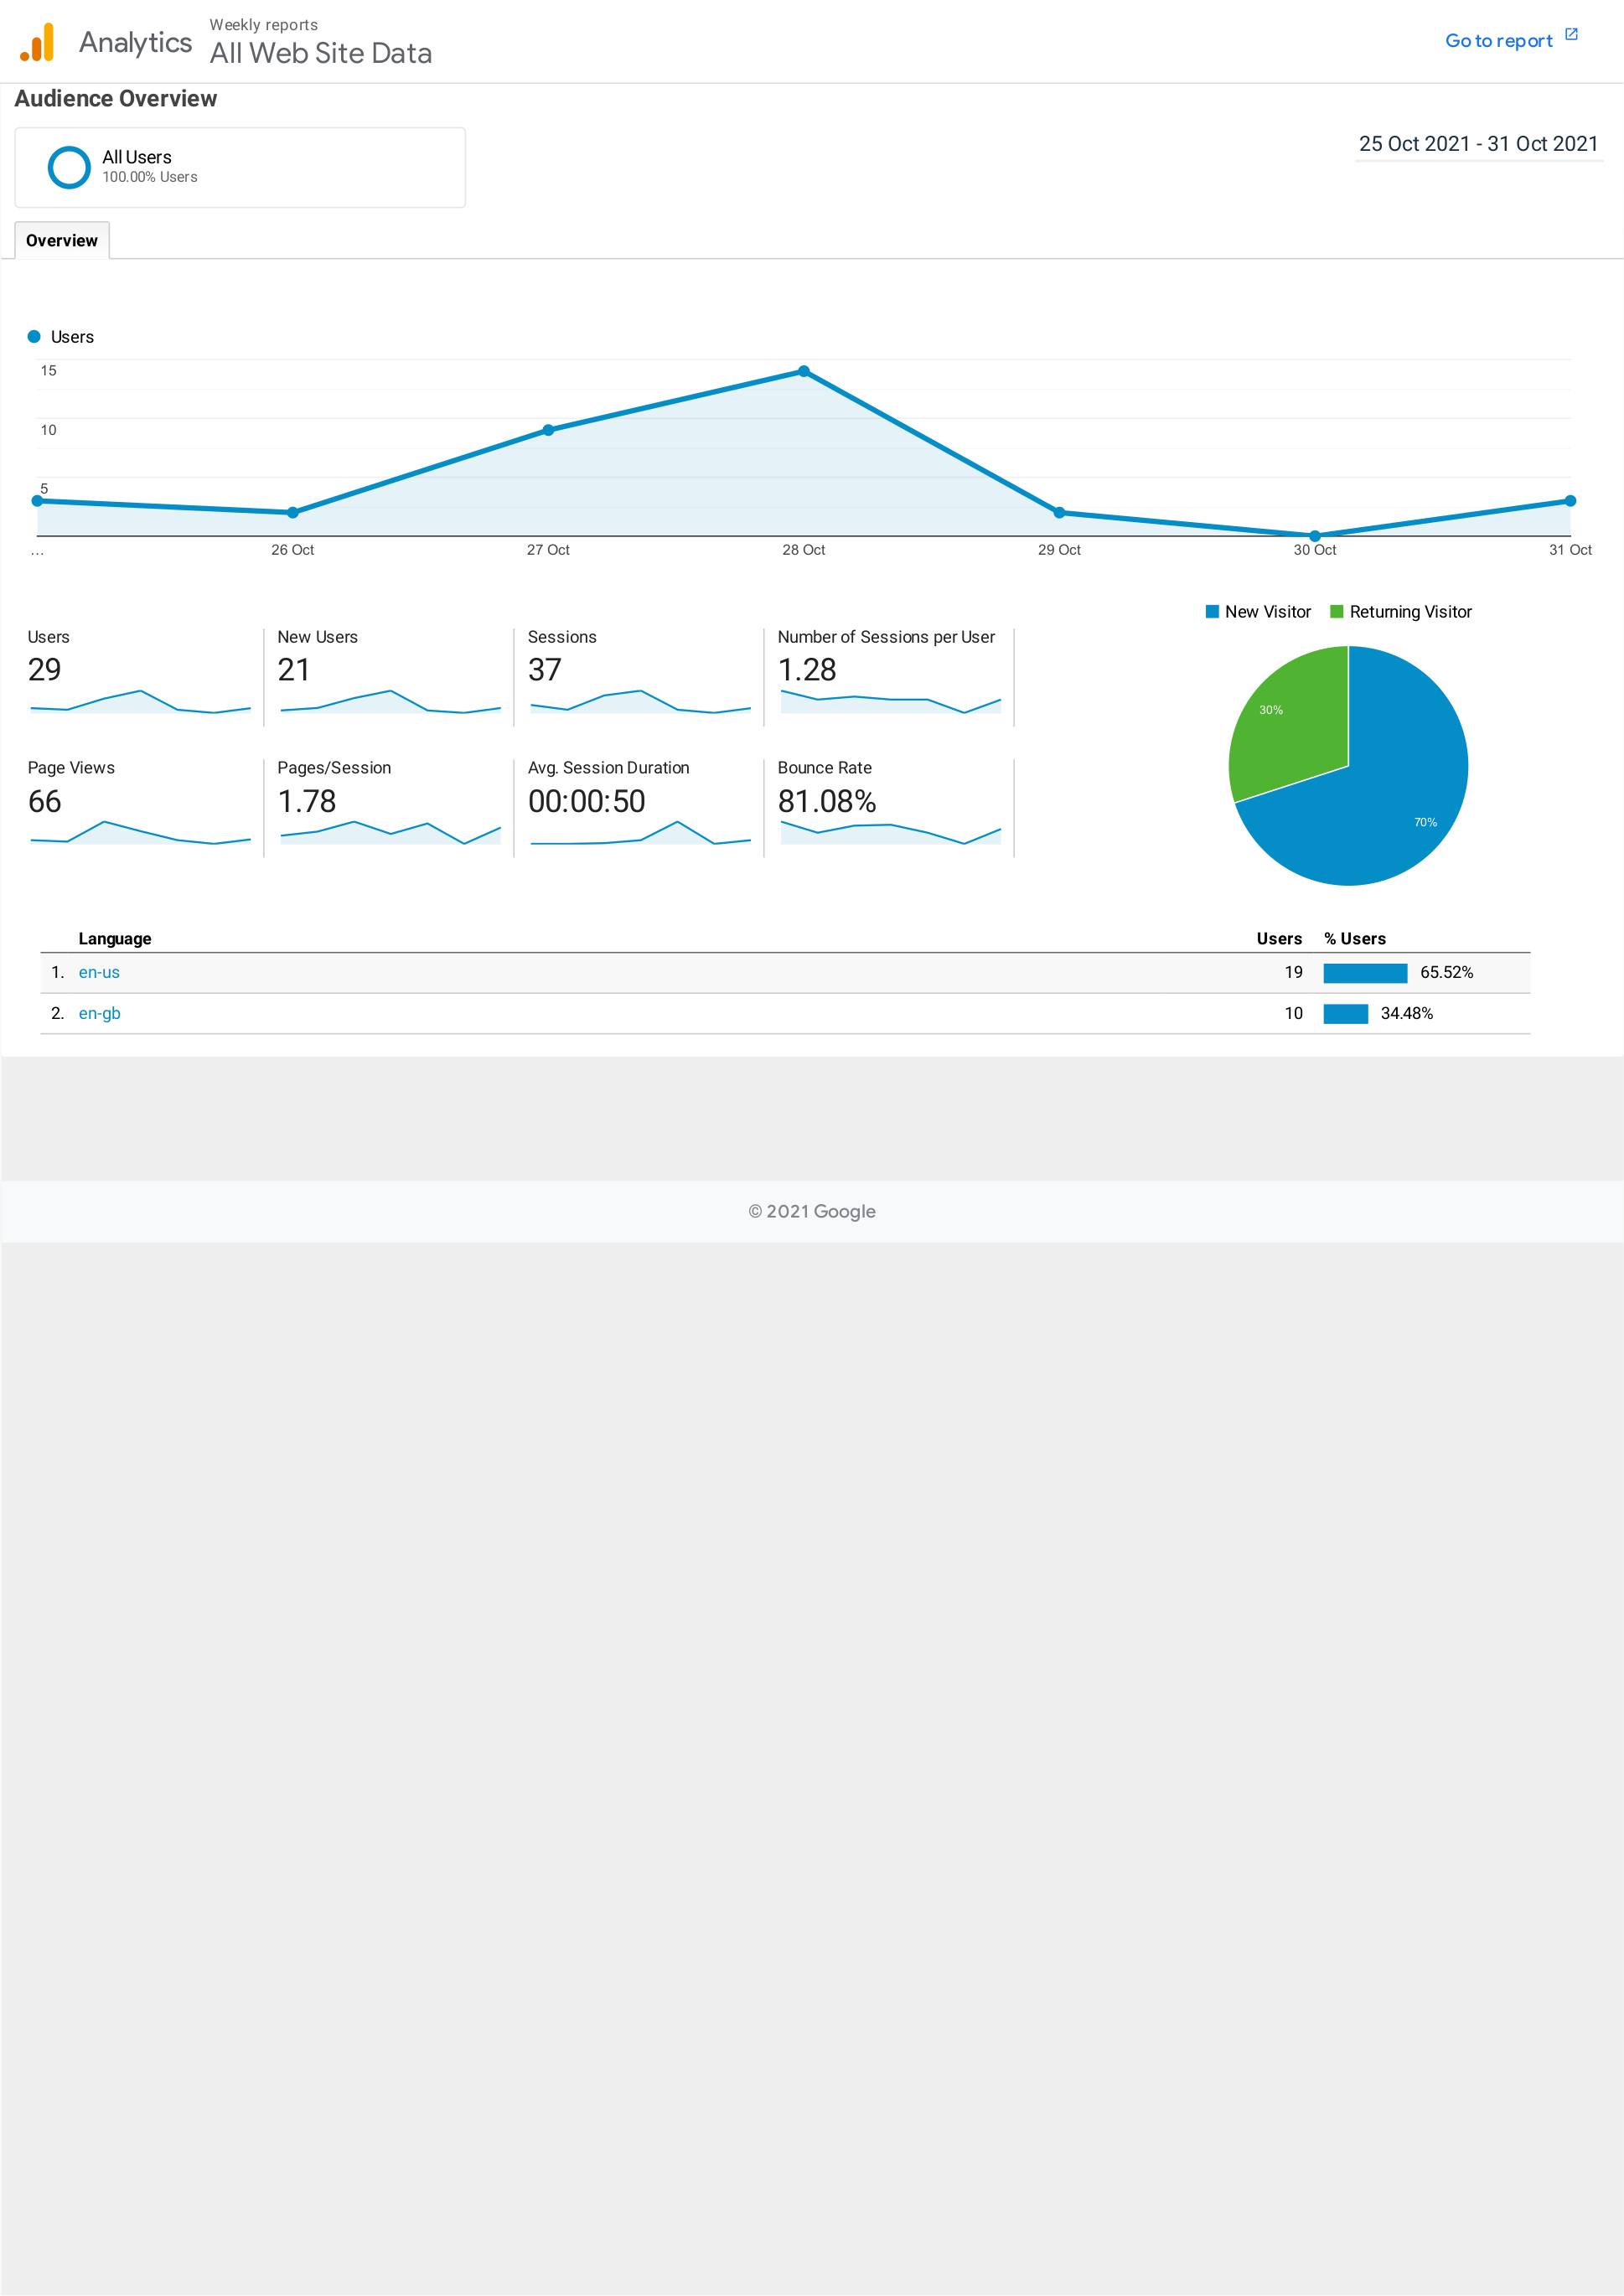 Analytics
Weekly reports
All Web Site Data
Go to report
Audience Overview
All Users
100.00% Users
25 Oct 2021 - 31 Oct 2021
Overview
Users
15
10
5
... 26 Oct 27 Oct 28 Oct 29 Oct 30 Oct 31 Oct
New Visitor Returning Visitor
Users New Users Sessions Number of Sessions per User
29 21 37 1.28
30%
Page Views Pages/Session Avg. Session Duration Bounce Rate
66 1.78 00:00:50 81.08%
70%
Language Users % Users
1. en-us 19 65.52%
2. en-gb 10 34.48%
© 2021 Google